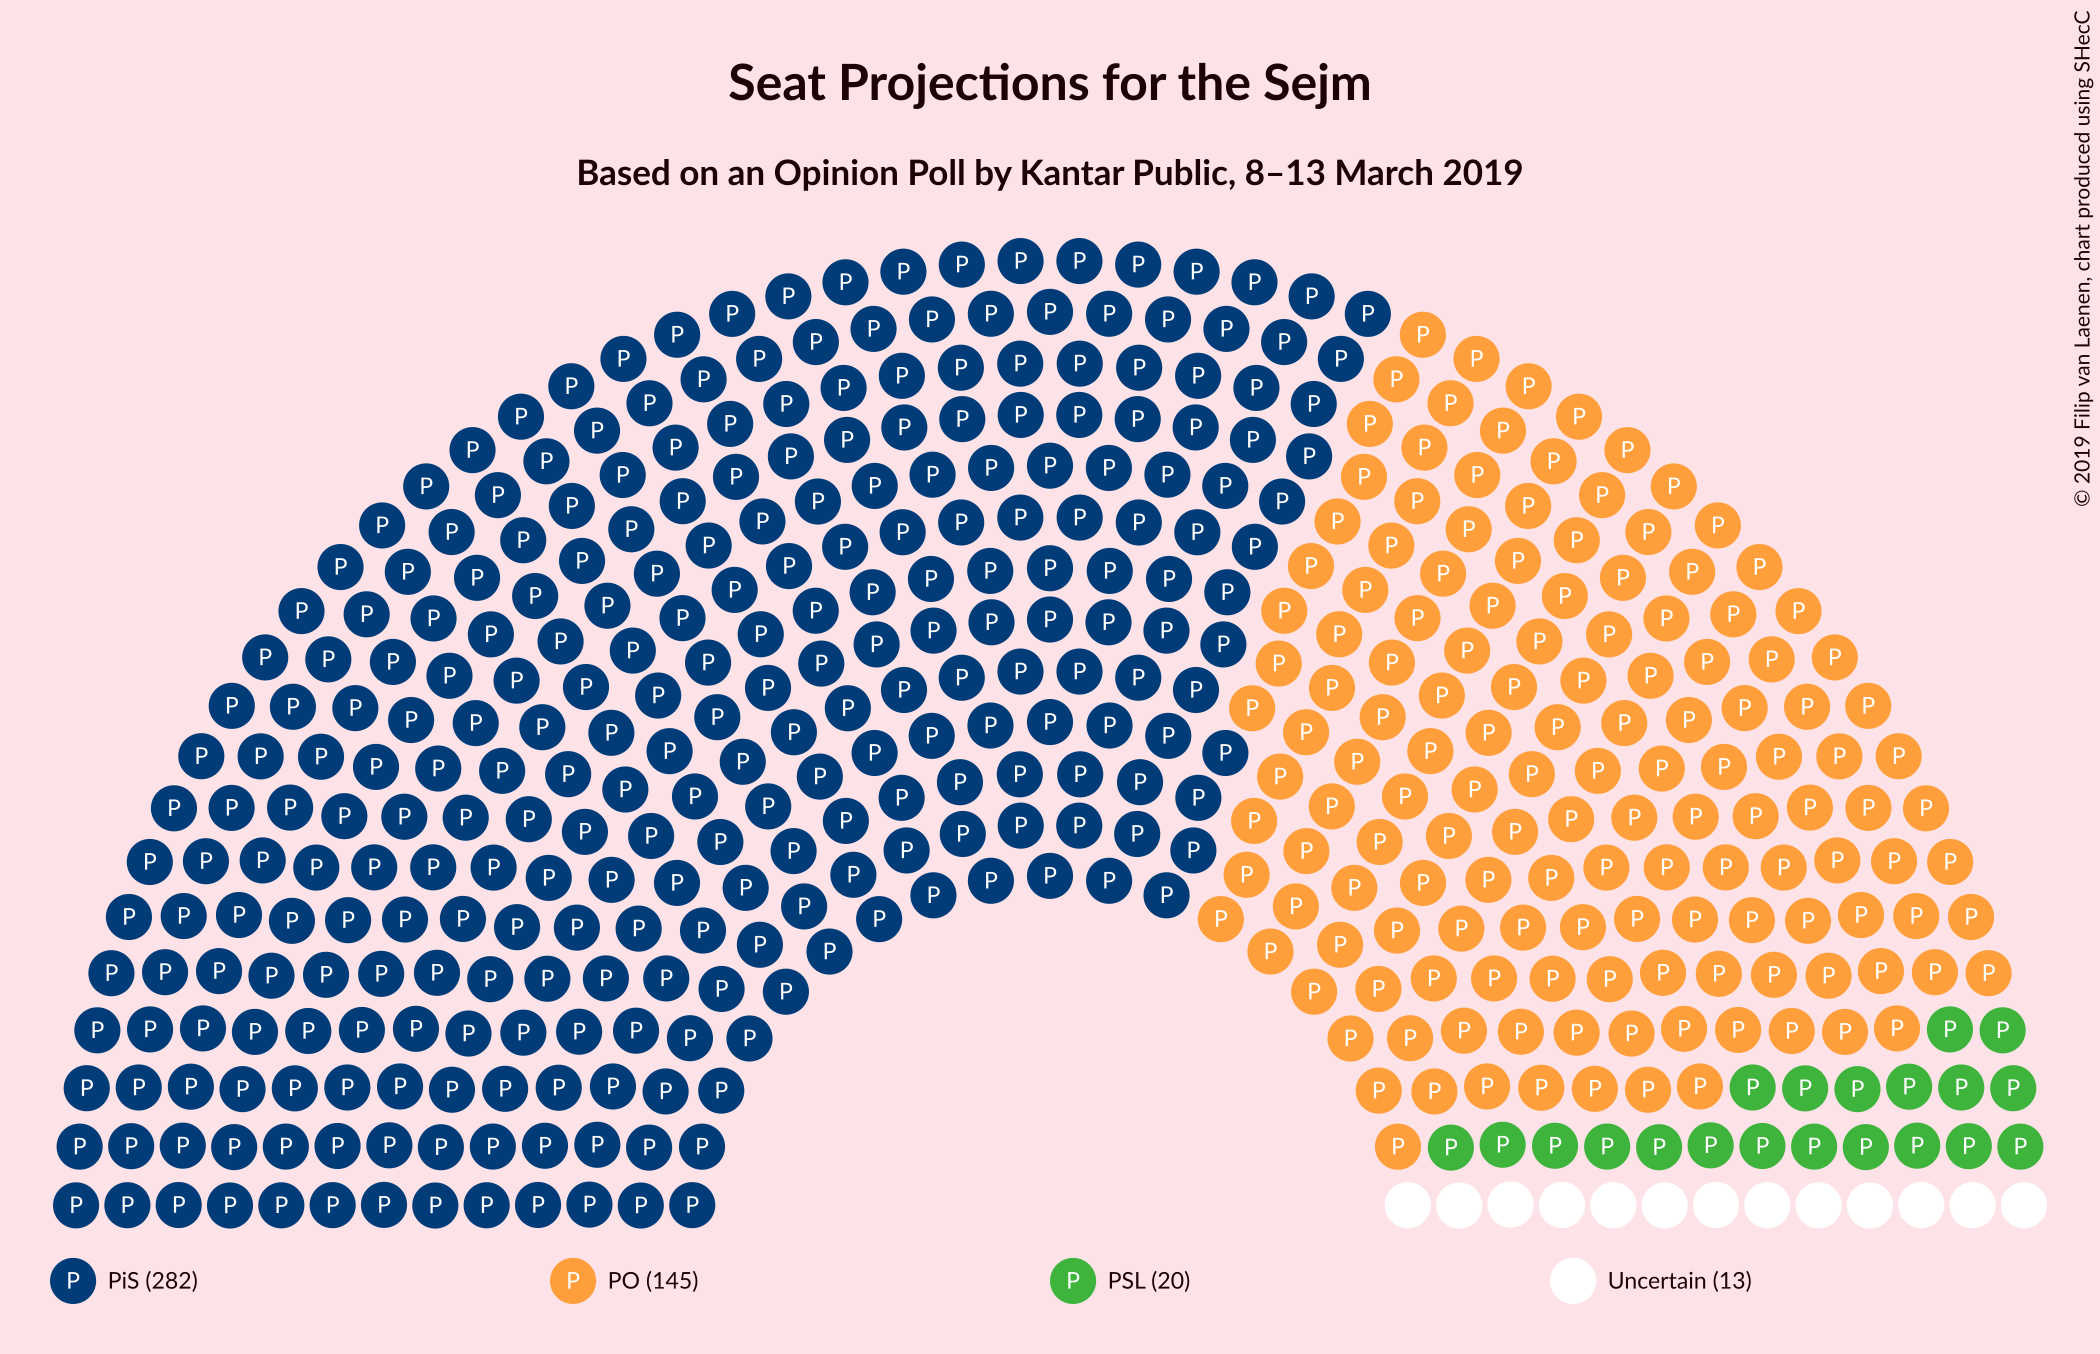 Seat Projections for the Sejm
Based on an Opinion Poll by Kantar Public, 8–13 March 2019
© 2019 Filip van Laenen, chart produced using SHecC
P PiS (282)
P PO (145)
P PSL (20)
Uncertain (13)